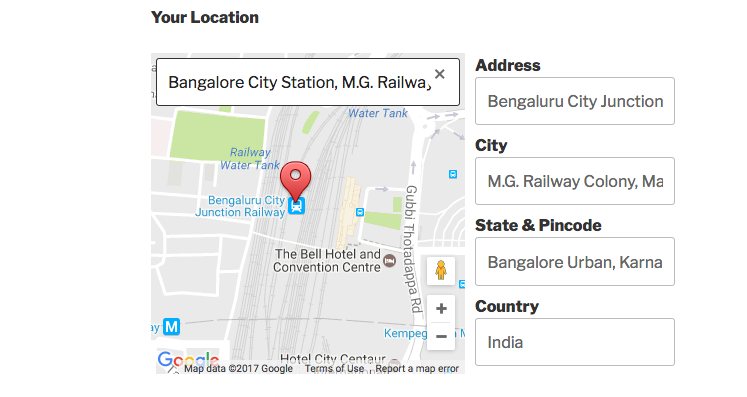 Your Location
Bangalore City Station, M.G. Railway
Address
Bengaluru City Junction
City
M.G. Railway Colony, Ma
State & Pincode
Bangalore Urban, Karna
Country
India
Water Tank
Railway
Water Tank
Bengaluru City
Junction Railway
Gubbi Thotadappa Rd
The Bell Hotel and
Convention Centre
ay
M
Kempeg
M
Hotel City Centaur
Google
Map data ©2017 Google
Terms of Use
Report a map error